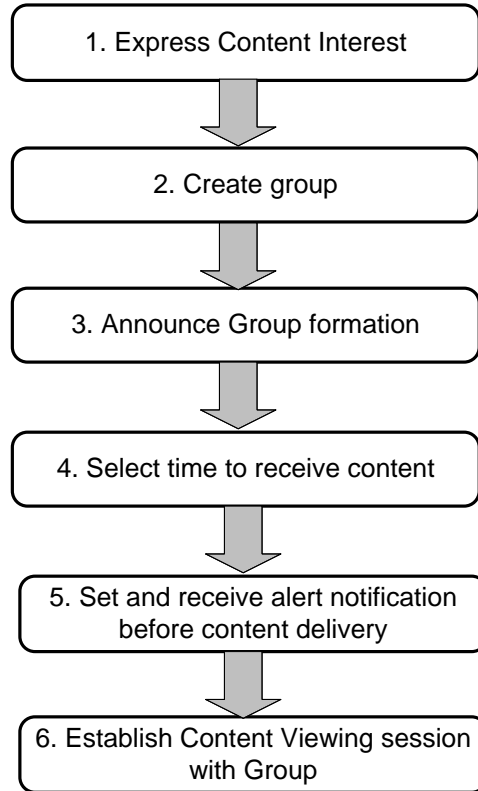 1. Express Content Interest
2. Create group
3. Announce Group formation
4. Select time to receive content
5. Set and receive alert notification
before content delivery
6. Establish Content Viewing session
with Group